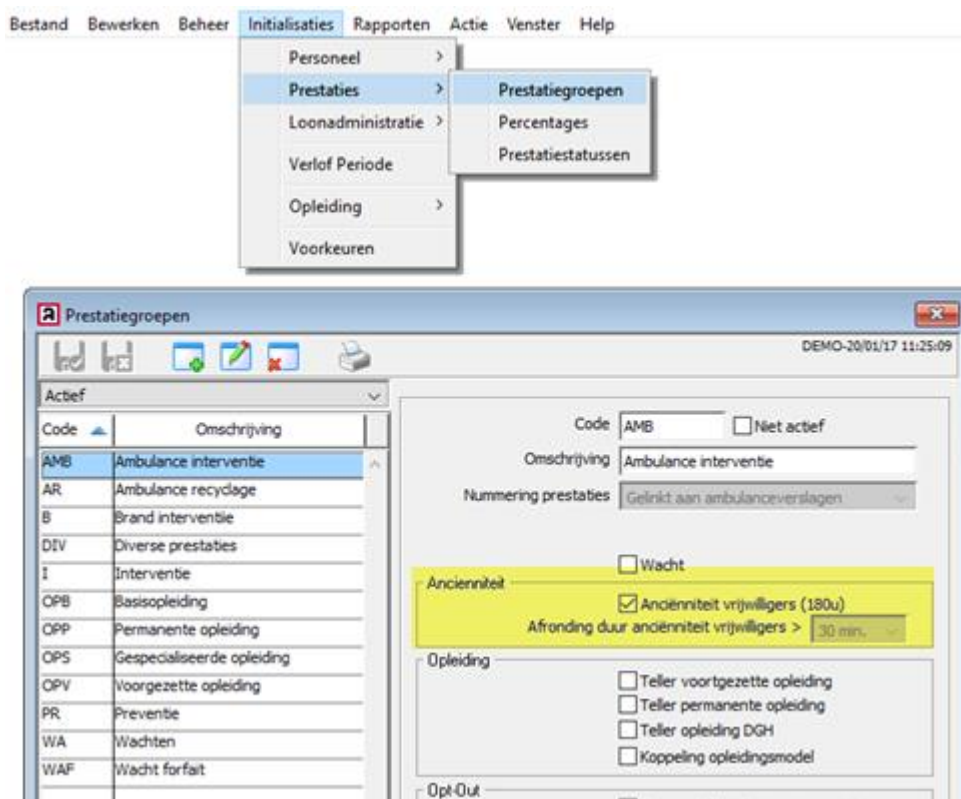 Bestand Bewerken Beheer Initialisaties Rapporten Actie Venster Help
Personeel
Prestaties
Loonadministratie
Verlof Periode
Opleiding
Voorkeuren
Prestatiegroepen
Percentages
Prestatiestatussen
Prestatiegroepen
DEMO-20/01/17 11:25:09
Actief
Code Omschrijving
AMB Ambulance interventie
AR Ambulance recyclage
B Brand interventie
DIV Diverse prestaties
I Interventie
OPB Basisopleiding
OPP Permanente opleiding
OPS Gespecialiseerde opleiding
OPV Voorgezette opleiding
PR Preventie
WA Wachten
WAF Wacht forfait
Code AMB Niet actief
Omschrijving Ambulance interventie
Nummering prestaties Gelinkt aan ambulanceverslagen
Wacht
Anciënniteit
Anciënniteit vrijwilligers (180u)
Afronding duur anciënniteit vrijwilligers > 30 min.
Opleiding
Teller voortgezette opleiding
Teller permanente opleiding
Teller opleiding DGH
Koppeling opleidingsmodel
Opt-Out